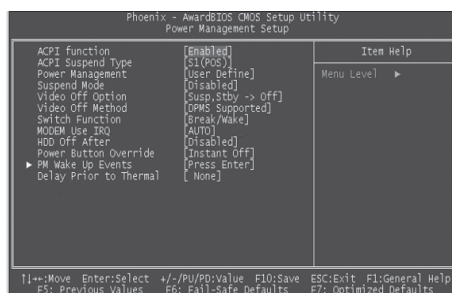 Phoenix - AwardBIOS CMOS Setup Utility
Power Management Setup
ACPI function [Enabled]
ACPI Suspend Type [S1(POS)]
Power Management [User Define]
Suspend Mode [Disabled]
Video Off Option [Susp,Stby -> Off]
Video Off Method [DPMS Supported]
Switch Function [Break/Wake]
MODEM Use IRQ [AUTO]
HDD Off After [Disabled]
Power Button Override [Instant Off]
▶ PM Wake Up Events [Press Enter]
Delay Prior to Thermal [ None]
Item Help
Menu Level ▶
↑↓→←:Move Enter:Select +/-/PU/PD:Value F10:Save ESC:Exit F1:General Help
F5: Previous Values F6: Fail-Safe Defaults F7: Optimized Defaults